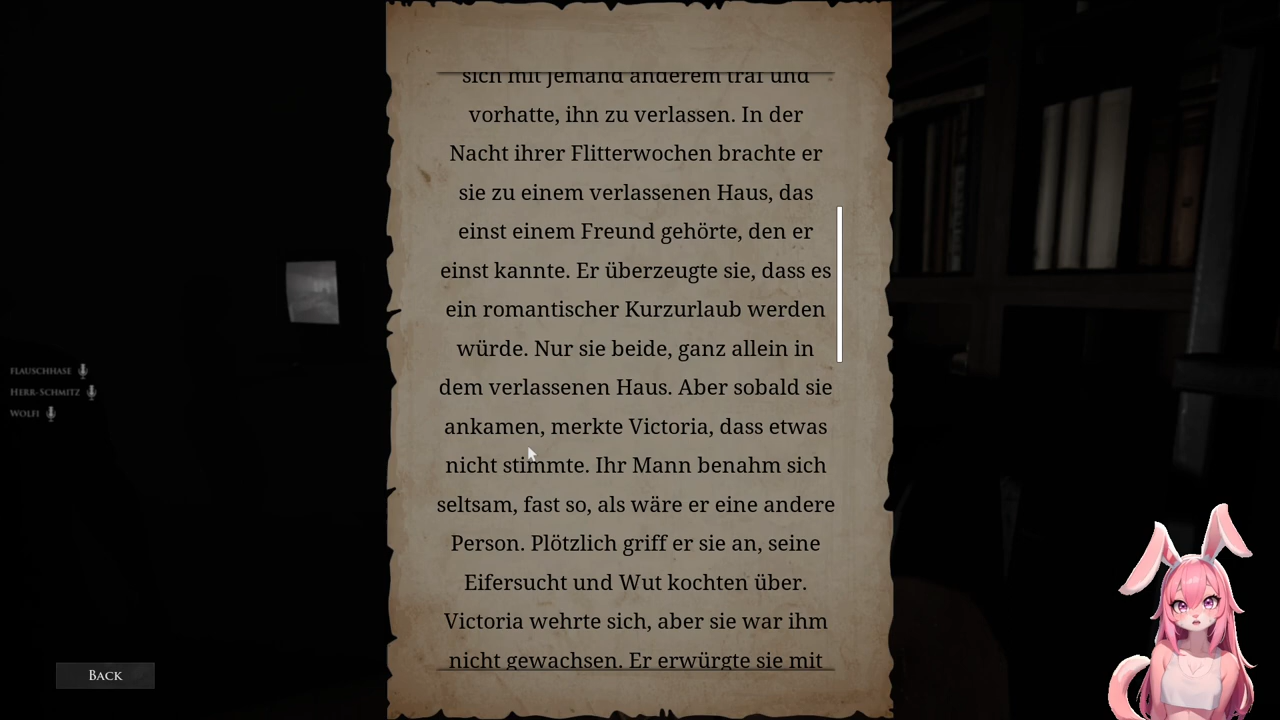 sich mit jemand anderem traf und
vorhatte, ihn zu verlassen. In der
Nacht ihrer Flitterwochen brachte er
sie zu einem verlassenen Haus, das
einst einem Freund gehörte, den er
einst kannte. Er überzeugte sie, dass es
ein romantischer Kurzurlaub werden
würde. Nur sie beide, ganz allein in
dem verlassenen Haus. Aber sobald sie
ankamen, merkte Victoria, dass etwas
nicht stimmte. Ihr Mann benahm sich
seltsam, fast so, als wäre er eine andere
Person. Plötzlich griff er sie an, seine
Eifersucht und Wut kochten über.
Victoria wehrte sich, aber sie war ihm
nicht gewachsen. Er erwürgte sie mit
flauschhase
Herr-Schmitz
Wolfi
Back